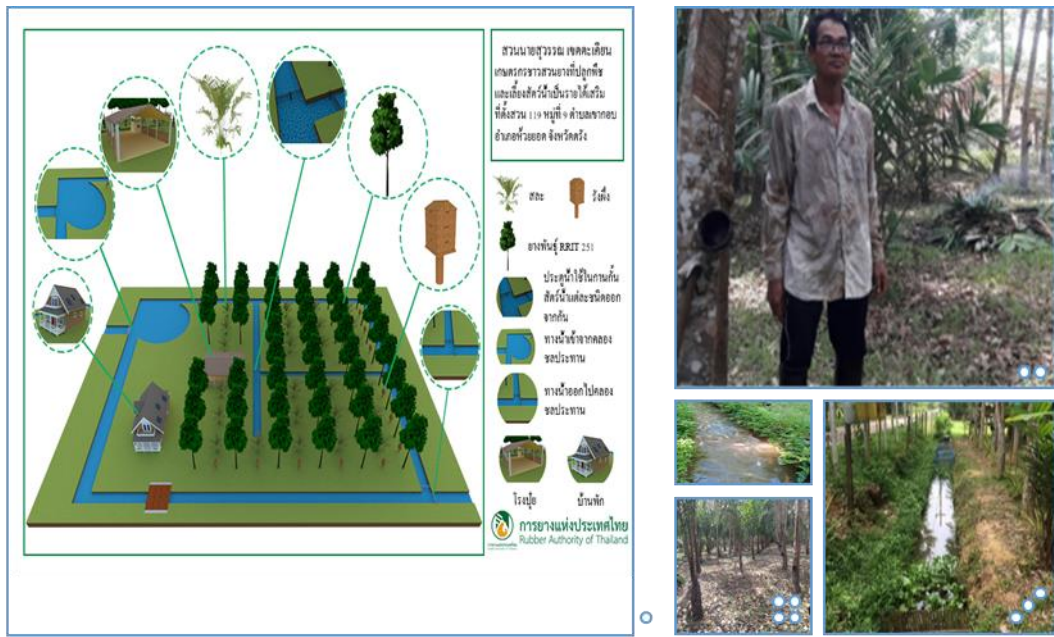 สวนนายสุวรรณ เขตตะเคียน
เกษตรกรชาวสวนยางที่ปลูกพืช
และเลี้ยงสัตว์น้ำเป็นรายได้เสริม
ที่ตั้งสวน 119 หมู่ที่ 9 ตำบลเขากอบ
อำเภอห้วยยอด จังหวัดตรัง
สละ
รังผึ้ง
ยางพันธุ์ RRIT 251
ประตูน้ำใช้ในการกั้น
สัตว์น้ำแต่ละชนิดออก
จากกัน
ทางน้ำเข้าจากคลอง
ชลประทาน
ทางน้ำออกไปคลอง
ชลประทาน
โรงปุ๋ย
บ้านพัก
การยางแห่งประเทศไทย
Rubber Authority of Thailand